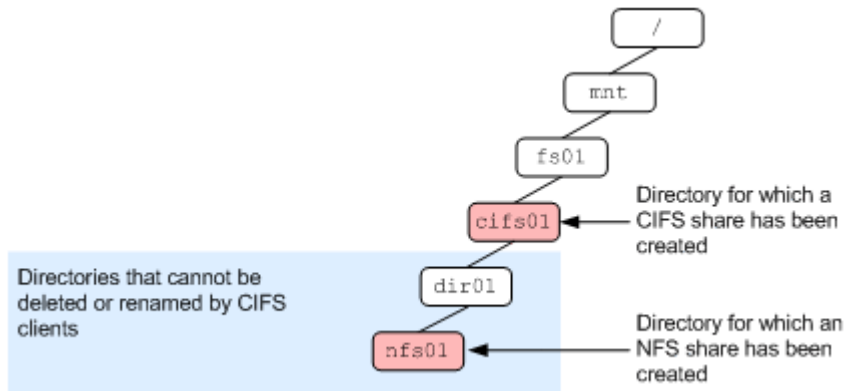 /
mnt
fs01
cifs01
Directory for which a
CIFS share has been
created
Directories that cannot be
deleted or renamed by CIFS
clients
dir01
nfs01
Directory for which an
NFS share has been
created